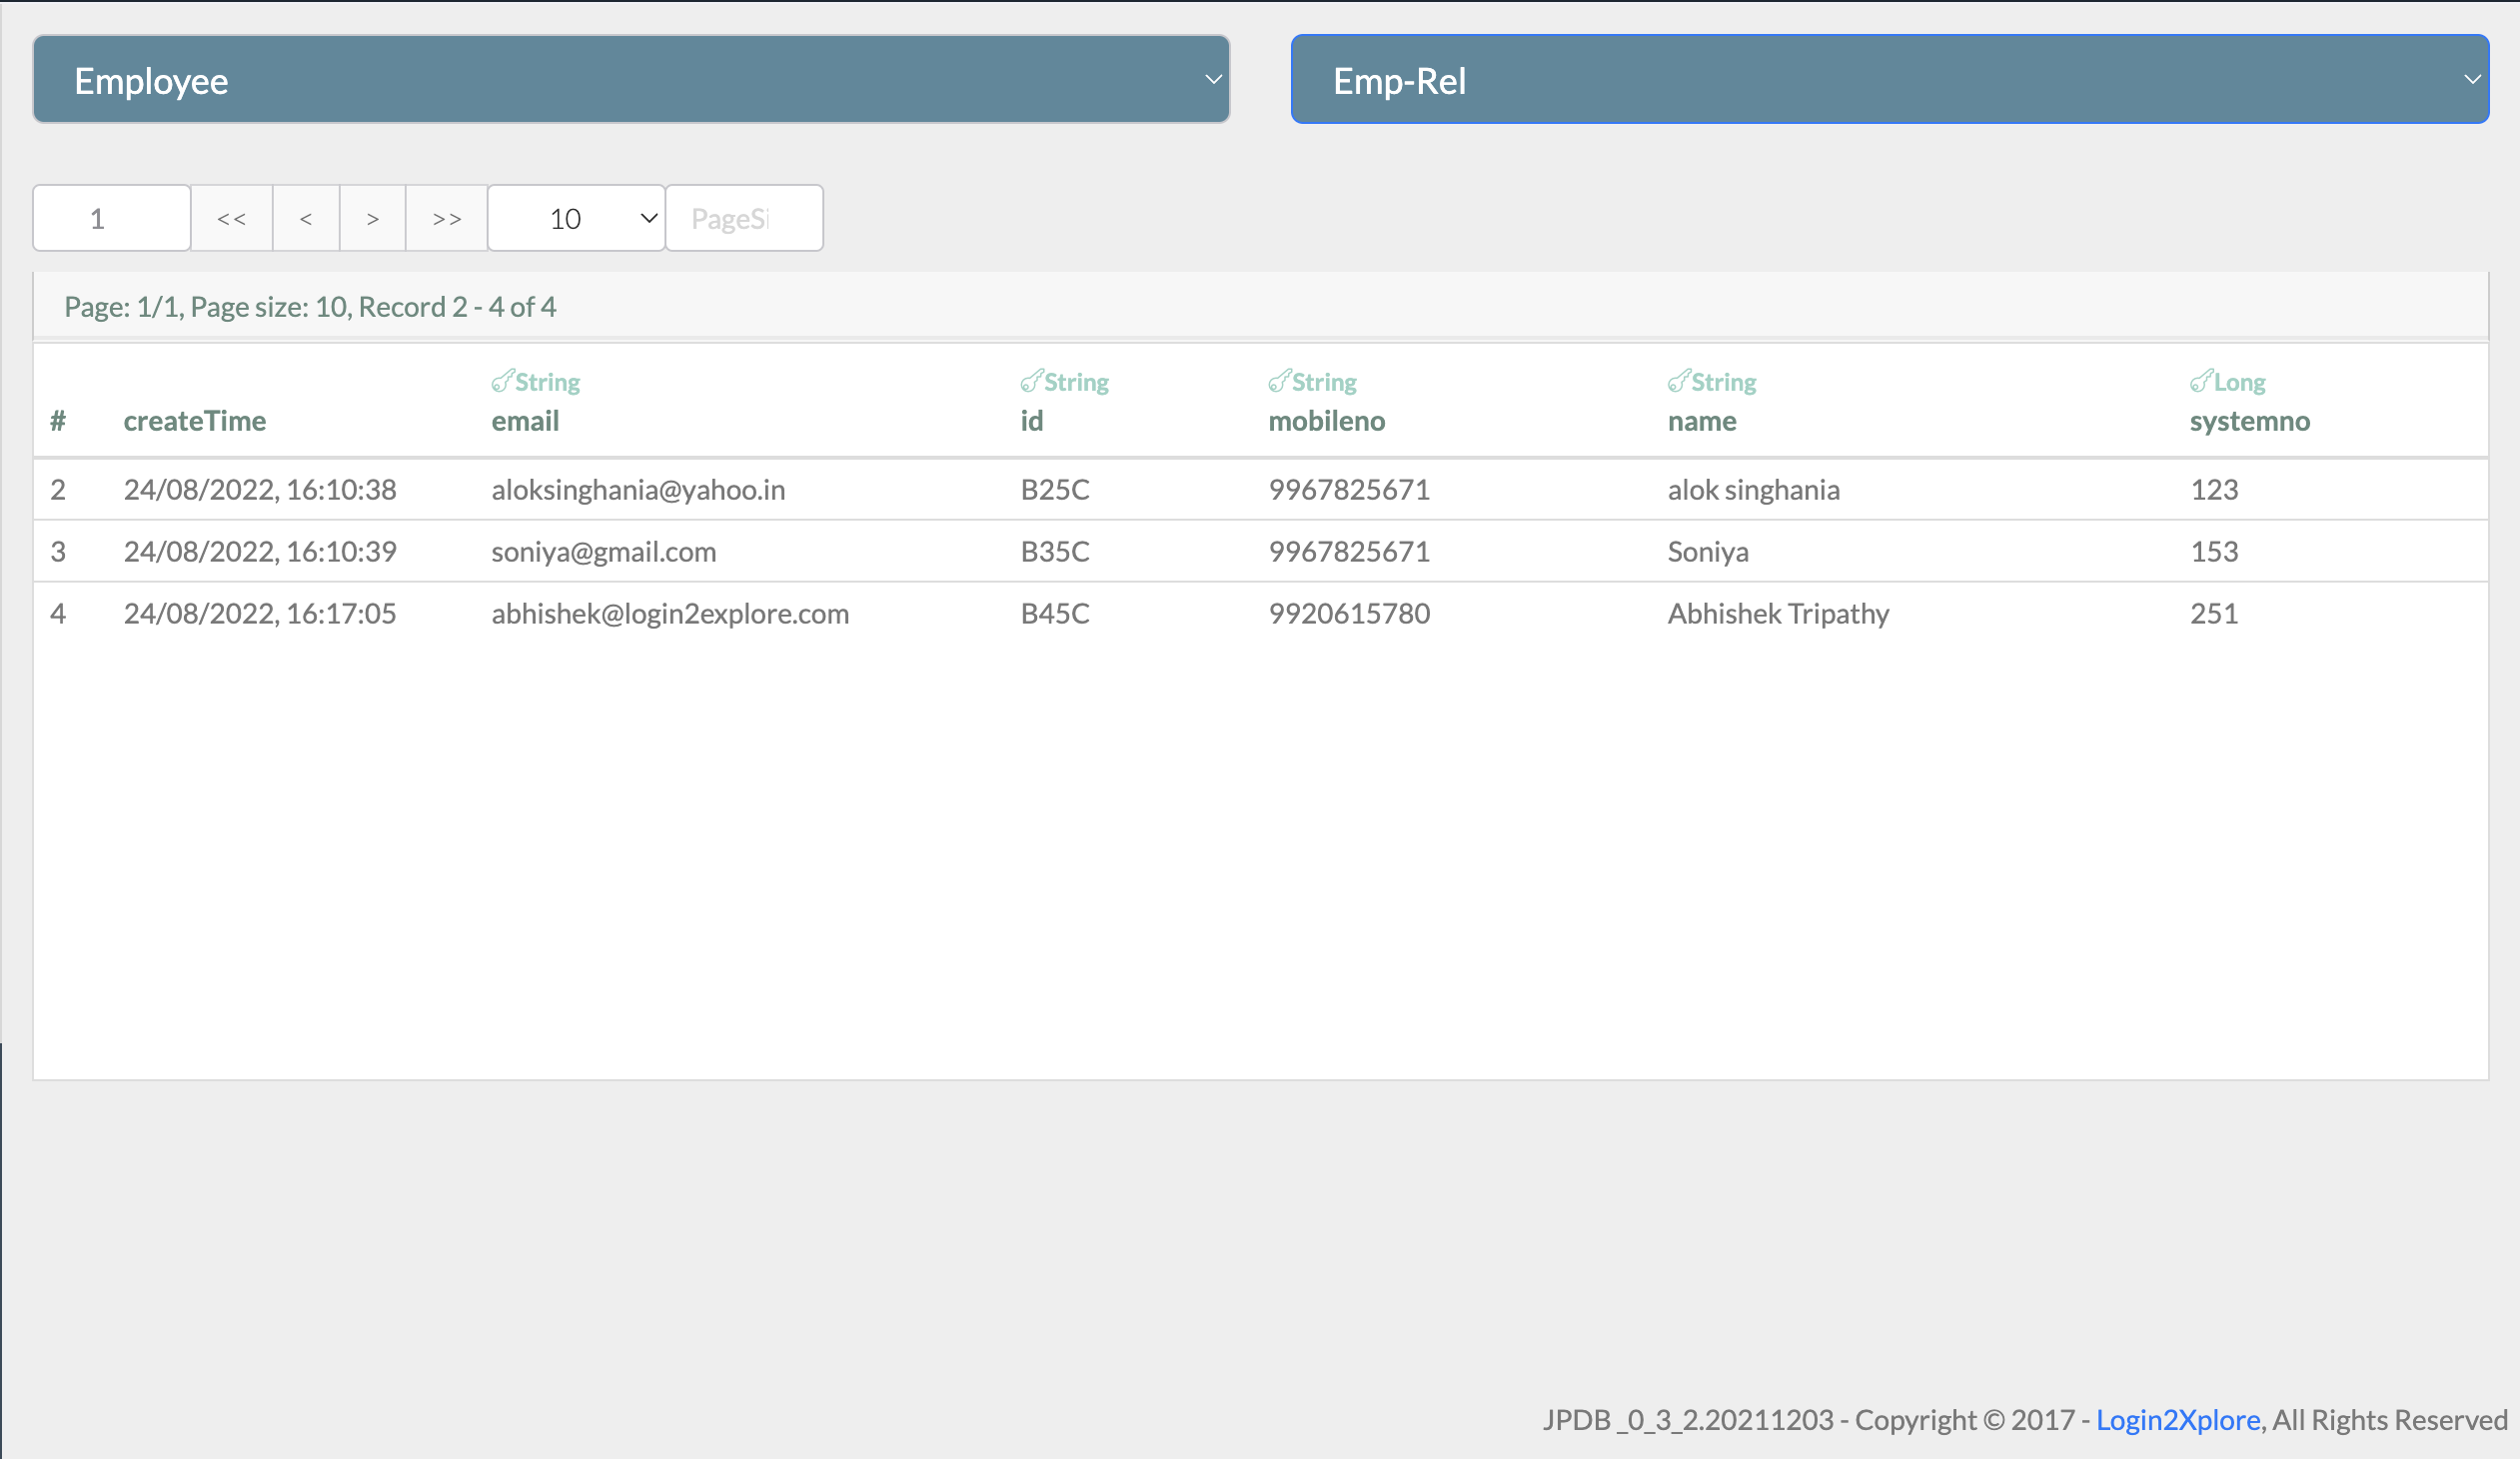 Employee
Emp-Rel
1 << < > >> 10 PageSi
Page: 1/1, Page size: 10, Record 2 - 4 of 4
String String String String Long
# createTime email id mobileno name systemno
2 24/08/2022, 16:10:38 aloksinghania@yahoo.in B25C 9967825671 alok singhania 123
3 24/08/2022, 16:10:39 soniya@gmail.com B35C 9967825671 Soniya 153
4 24/08/2022, 16:17:05 abhishek@login2explore.com B45C 9920615780 Abhishek Tripathy 251
JPDB _0_3_2.20211203 - Copyright © 2017 - Login2Xplore, All Rights Reserved